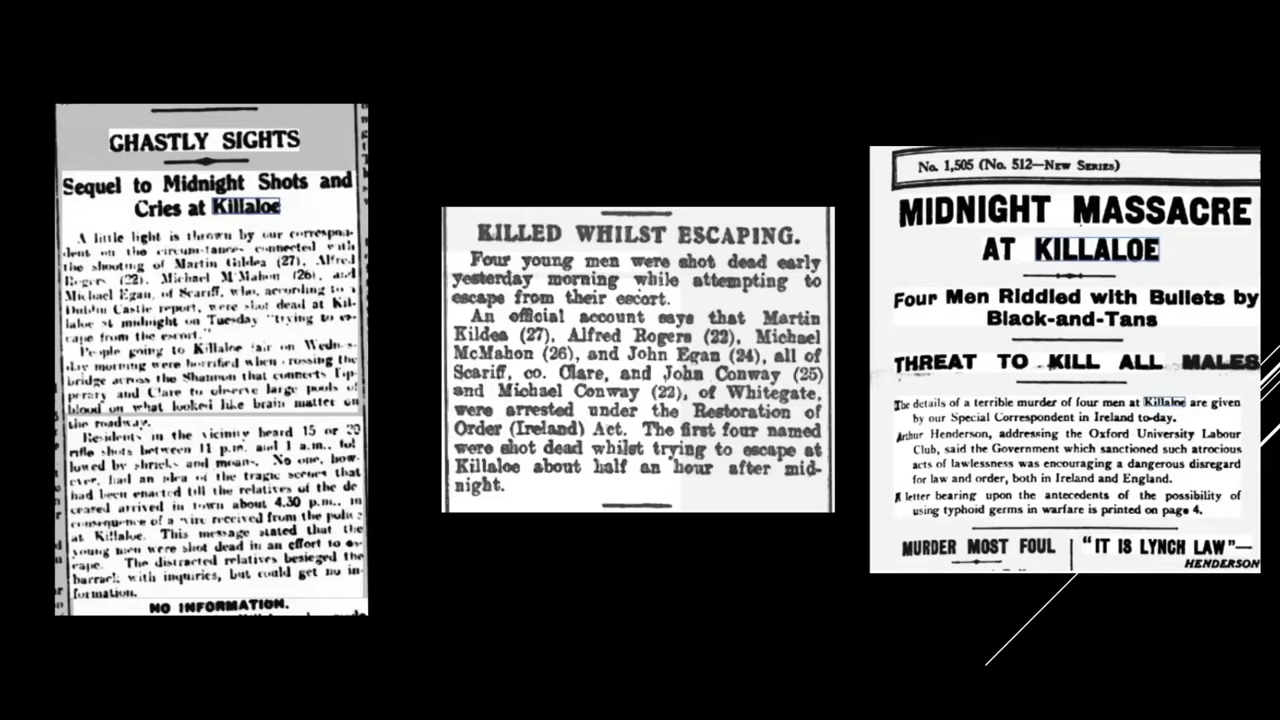 GHASTLY SIGHTS
Sequel to Midnight Shots and
Cries at Killaloe
A little light is thrown by our correspon-
dent on the circum-tances connected with
the shooting of Martin Gildea (27), Alfred
Rogers (22), Michael M'Mahon (26), and
Michael Egan, of Scariff, who, according to a
Dublin Castle report, were shot dead at Kil-
laloe at midnight on Tuesday "trying to es-
cape from the escort."
People going to Killaloe fair on Wednes-
day morning were horrified when crossing the
bridge across the Shannon that connects Tip-
perary and Clare to observe large pools of
blood on what looked like brain matter on
the roadway.
Residents in the vicinity heard 15 or 20
rifle shots between 11 p.m. and 1 a.m., fol
lowed by shrieks and moans. No one, how-
ever, had an idea of the tragic scenes that
had been enacted till the relatives of the de
ceased arrived in town about 4.30 p.m., in
consequence of a wire received from the police
at Killaloe. This message stated that the
young men were shot dead in an effort to es-
cape. The distracted relatives besieged the
barrack with inquiries, but could get no in-
formation.
NO INFORMATION.
KILLED WHILST ESCAPING.
Four young men were shot dead early
yesterday morning while attempting to
escape from their escort.
An official account says that Martin
Kildea (27), Alfred Rogers (22), Michael
McMahon (26), and John Egan (24), all of
Scariff, co. Clare, and John Conway (25)
and Michael Conway (22), of Whitegate,
were arrested under the Restoration of
Order (Ireland) Act. The first four named
were shot dead whilst trying to escape at
Killaloe about half an hour after mid-
night.
No. 1,505 (No. 512—New Series)
MIDNIGHT MASSACRE
AT KILLALOE
Four Men Riddled with Bullets by
Black-and-Tans
THREAT TO KILL ALL MALES
The details of a terrible murder of four men at Killaloe are given
by our Special Correspondent in Ireland to-day.
Arthur Henderson, addressing the Oxford University Labour
Club, said the Government which sanctioned such atrocious
acts of lawlessness was encouraging a dangerous disregard
for law and order, both in Ireland and England.
A letter bearing upon the antecedents of the possibility of
using typhoid germs in warfare is printed on page 4.
MURDER MOST FOUL
"IT IS LYNCH LAW"—
HENDERSON